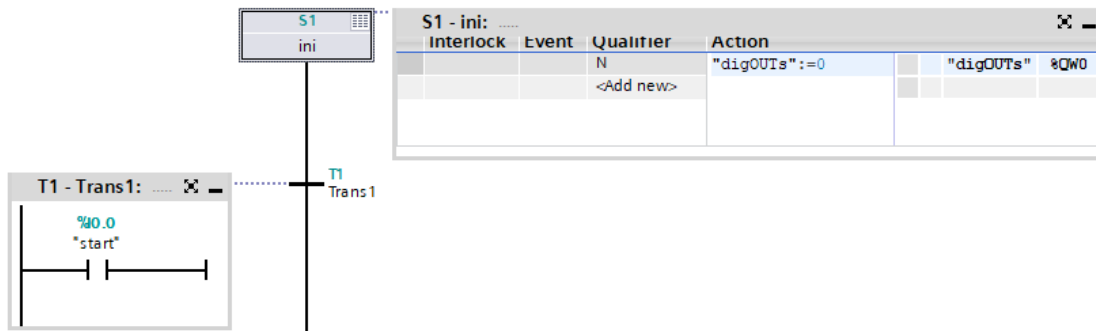 S1
ini
S1 - ini: .....
Interlock Event Qualifier Action
N "digOUTs":=0 "digOUTs" %QW0
<Add new>
T1
Trans1
T1 - Trans1: .....
%I0.0
"start"